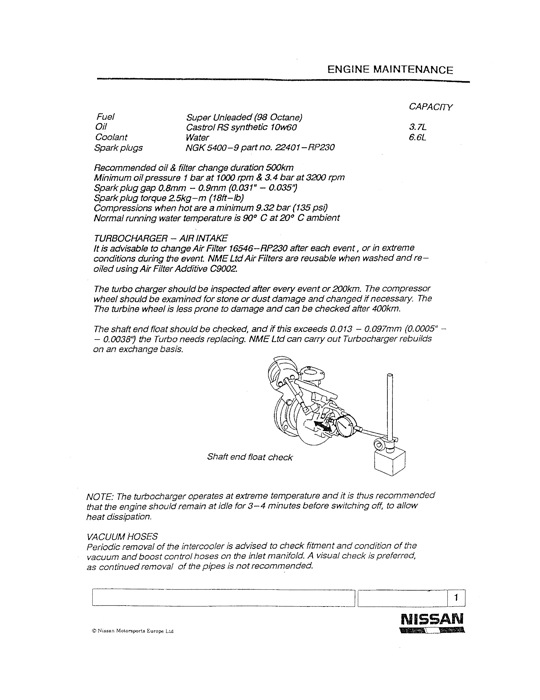 ENGINE MAINTENANCE
CAPACITY
Fuel Super Unleaded (98 Octane)
Oil Castrol RS synthetic 10w60 3.7L
Coolant Water 6.6L
Spark plugs NGK 5400-9 part no. 22401-RP230
Recommended oil & filter change duration 500km
Minimum oil pressure 1 bar at 1000 rpm & 3.4 bar at 3200 rpm
Spark plug gap 0.8mm - 0.9mm (0.031" - 0.035")
Spark plug torque 2.5kg-m (18ft-lb)
Compressions when hot are a minimum 9.32 bar (135 psi)
Normal running water temperature is 90° C at 20° C ambient
TURBOCHARGER - AIR INTAKE
It is advisable to change Air Filter 16546-RP230 after each event, or in extreme
conditions during the event. NME Ltd Air Filters are reusable when washed and re-
oiled using Air Filter Additive C9002.
The turbo charger should be inspected after every event or 200km. The compressor
wheel should be examined for stone or dust damage and changed if necessary. The
The turbine wheel is less prone to damage and can be checked after 400km.
The shaft end float should be checked, and if this exceeds 0.013 - 0.097mm (0.0005" -
- 0.0038") the Turbo needs replacing. NME Ltd can carry out Turbocharger rebuilds
on an exchange basis.
Shaft end float check
NOTE: The turbocharger operates at extreme temperature and it is thus recommended
that the engine should remain at idle for 3-4 minutes before switching off, to allow
heat dissipation.
VACUUM HOSES
Periodic removal of the intercooler is advised to check fitment and condition of the
vacuum and boost control hoses on the inlet manifold. A visual check is preferred,
as continued removal of the pipes is not recommended.
1
NISSAN
© Nissan Motorsports Europe Ltd